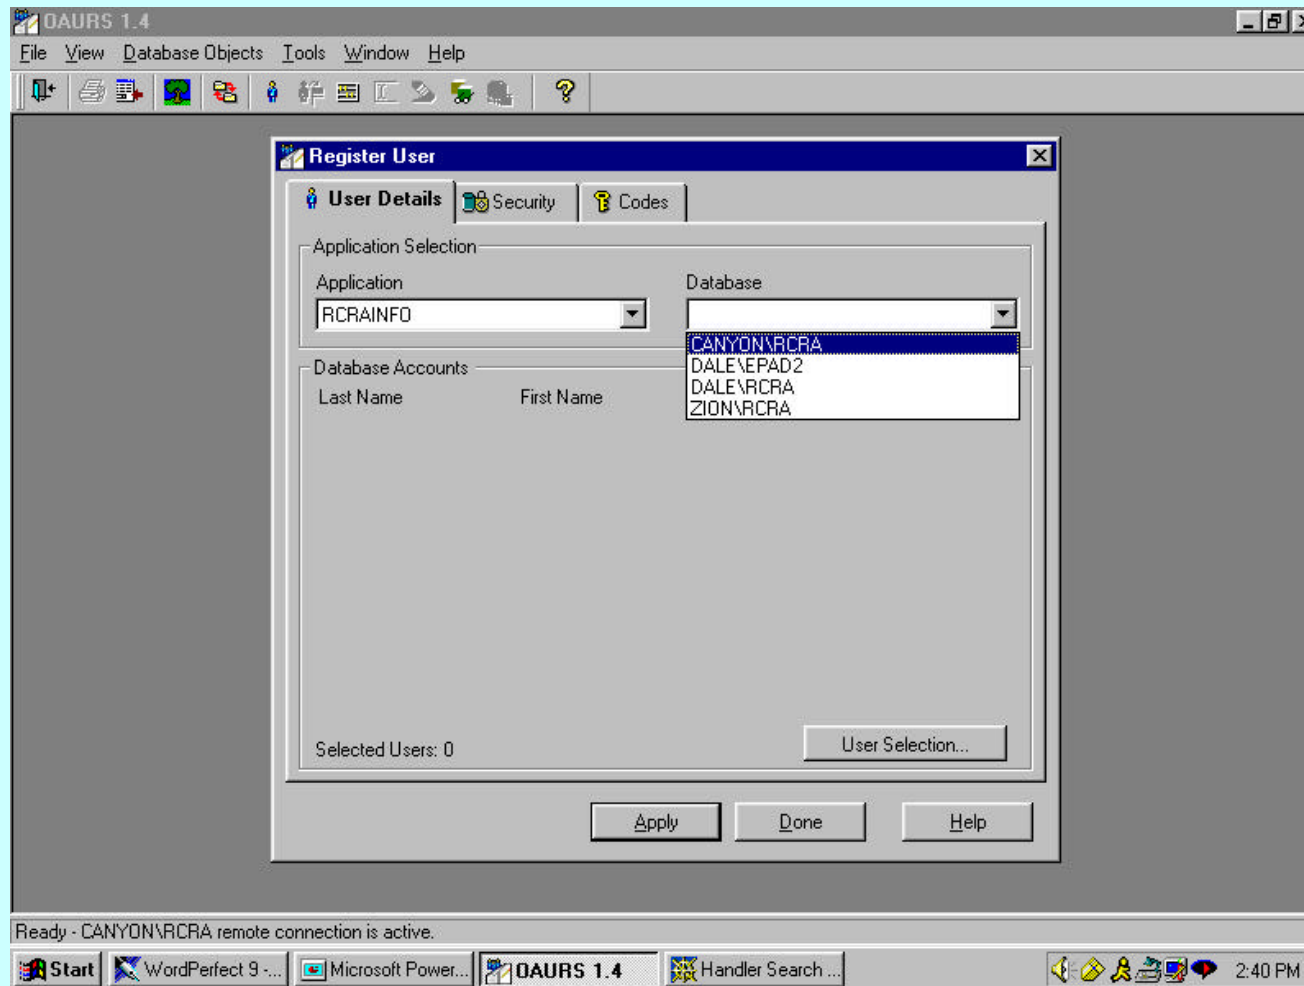 OAURS 1.4
File View Database Objects Tools Window Help
Register User
User Details Security Codes
Application Selection
Application Database
RCRAINFO
CANYON\RCRA
DALE\EPAD2
DALE\RCRA
ZION\RCRA
Database Accounts
Last Name First Name
Selected Users: 0
User Selection...
Apply Done Help
Ready - CANYON\RCRA remote connection is active.
Start WordPerfect 9 -... Microsoft Power... OAURS 1.4 Handler Search ... 2:40 PM